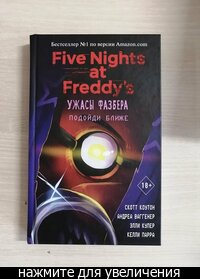 Бестселлер №1 по версии Amazon.com
Five Nights
at Freddy's
УЖАСЫ ФАЗБЕРА
ПОДОЙДИ БЛИЖЕ
18+
СКОТТ КОУТОН
АНДРЕА ВАГГЕНЕР
ЭЛЛИ КУПЕР
КЕЛЛИ ПАРРА
нажмите для увеличения